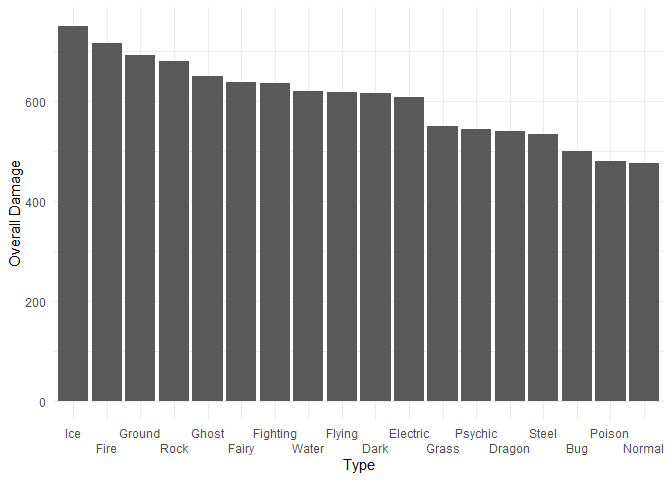 Overall Damage
600
400
200
0
Ice Ground Ghost Fighting Flying Electric Psychic Steel Poison
Fire Rock Fairy Water Dark Grass Dragon Bug Normal
Type